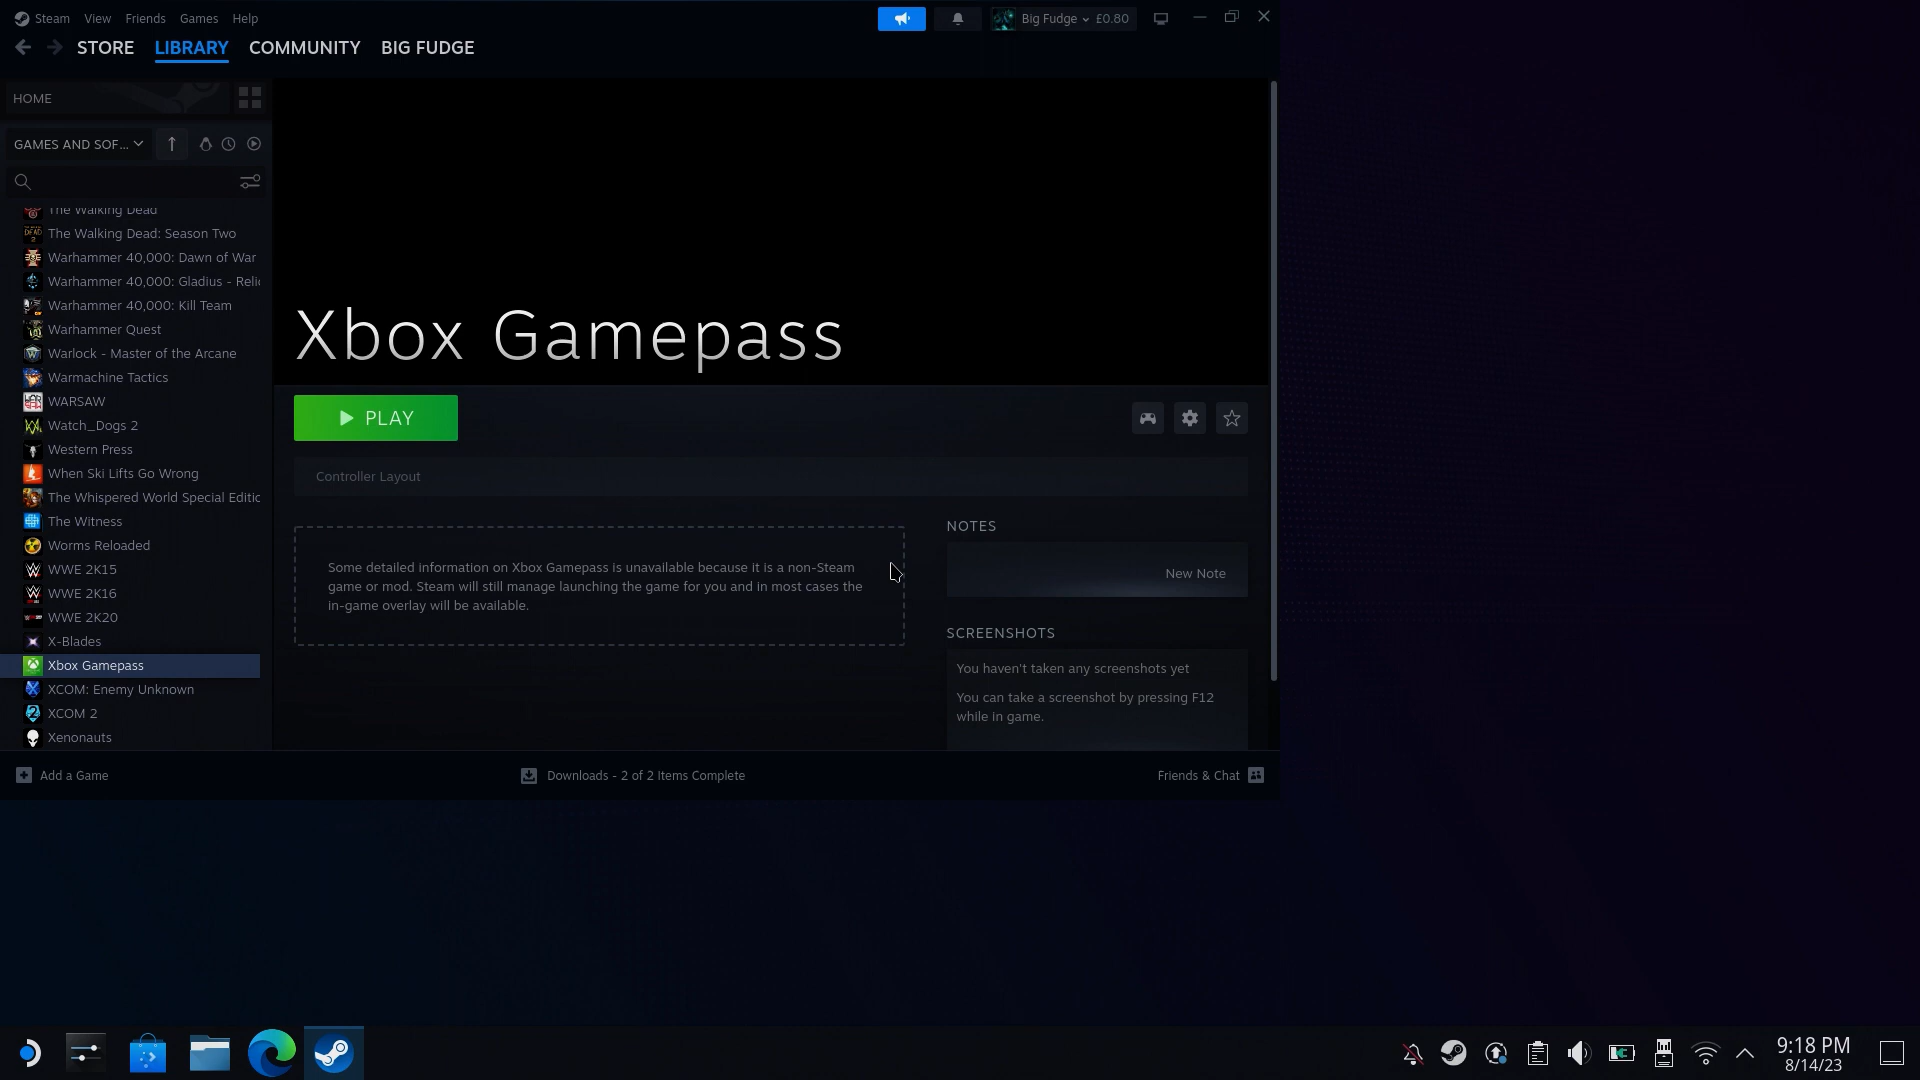 Steam View Friends Games Help
Big Fudge £0.80
STORE LIBRARY COMMUNITY BIG FUDGE
HOME
GAMES AND SOF...
The Walking Dead
The Walking Dead: Season Two
Warhammer 40,000: Dawn of War
Warhammer 40,000: Gladius - Relic
Warhammer 40,000: Kill Team
Warhammer Quest
Warlock - Master of the Arcane
Warmachine Tactics
WARSAW
Watch_Dogs 2
Western Press
When Ski Lifts Go Wrong
The Whispered World Special Editio
The Witness
Worms Reloaded
WWE 2K15
WWE 2K16
WWE 2K20
X-Blades
Xbox Gamepass
XCOM: Enemy Unknown
XCOM 2
Xenonauts
Xbox Gamepass
PLAY
Controller Layout
Some detailed information on Xbox Gamepass is unavailable because it is a non-Steam
game or mod. Steam will still manage launching the game for you and in most cases the
in-game overlay will be available.
NOTES
New Note
SCREENSHOTS
You haven't taken any screenshots yet
You can take a screenshot by pressing F12
while in game.
Add a Game
Downloads - 2 of 2 Items Complete
Friends & Chat
9:18 PM
8/14/23